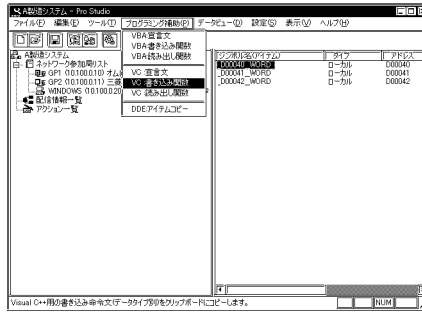 A製造システム - Pro Studio
ファイル(F) 編集(E) ツール(T) プログラミング補助(P) データビュー(D) 設定(S) 表示(V) ヘルプ(H)
VBA宣言文
VBA書き込み関数
VBA読み出し関数
VC 宣言文
VC 書き込み関数
VC 読み出し関数
DDEアイテムコピー
A製造システム
ネットワーク参加局リスト
GP1 (10.100.0.10) オム
GP2 (10.100.0.11) 三菱
WINDOWS (10.100.0.20
配信情報一覧
アクション一覧
シンボル名(アイテム) タイプ アドレス
_D00040_WORD ローカル D00040
_D00041_WORD ローカル D00041
_D00042_WORD ローカル D00042
Visual C++用の書き込み命令文(データタイプ別)をクリップボードにコピーします。
NUM